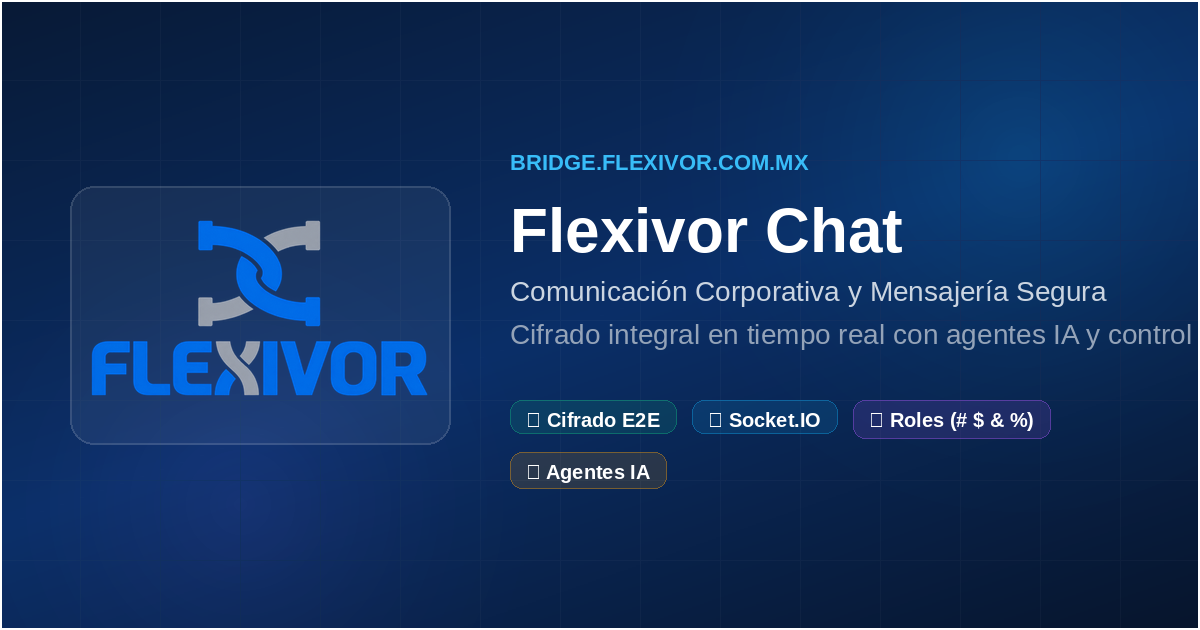 FLEXIVOR
BRIDGE.FLEXIVOR.COM.MX
Flexivor Chat
Comunicación Corporativa y Mensajería Segura
Cifrado integral en tiempo real con agentes IA y control
Cifrado E2E
Socket.IO
Roles (# $ & %)
Agentes IA